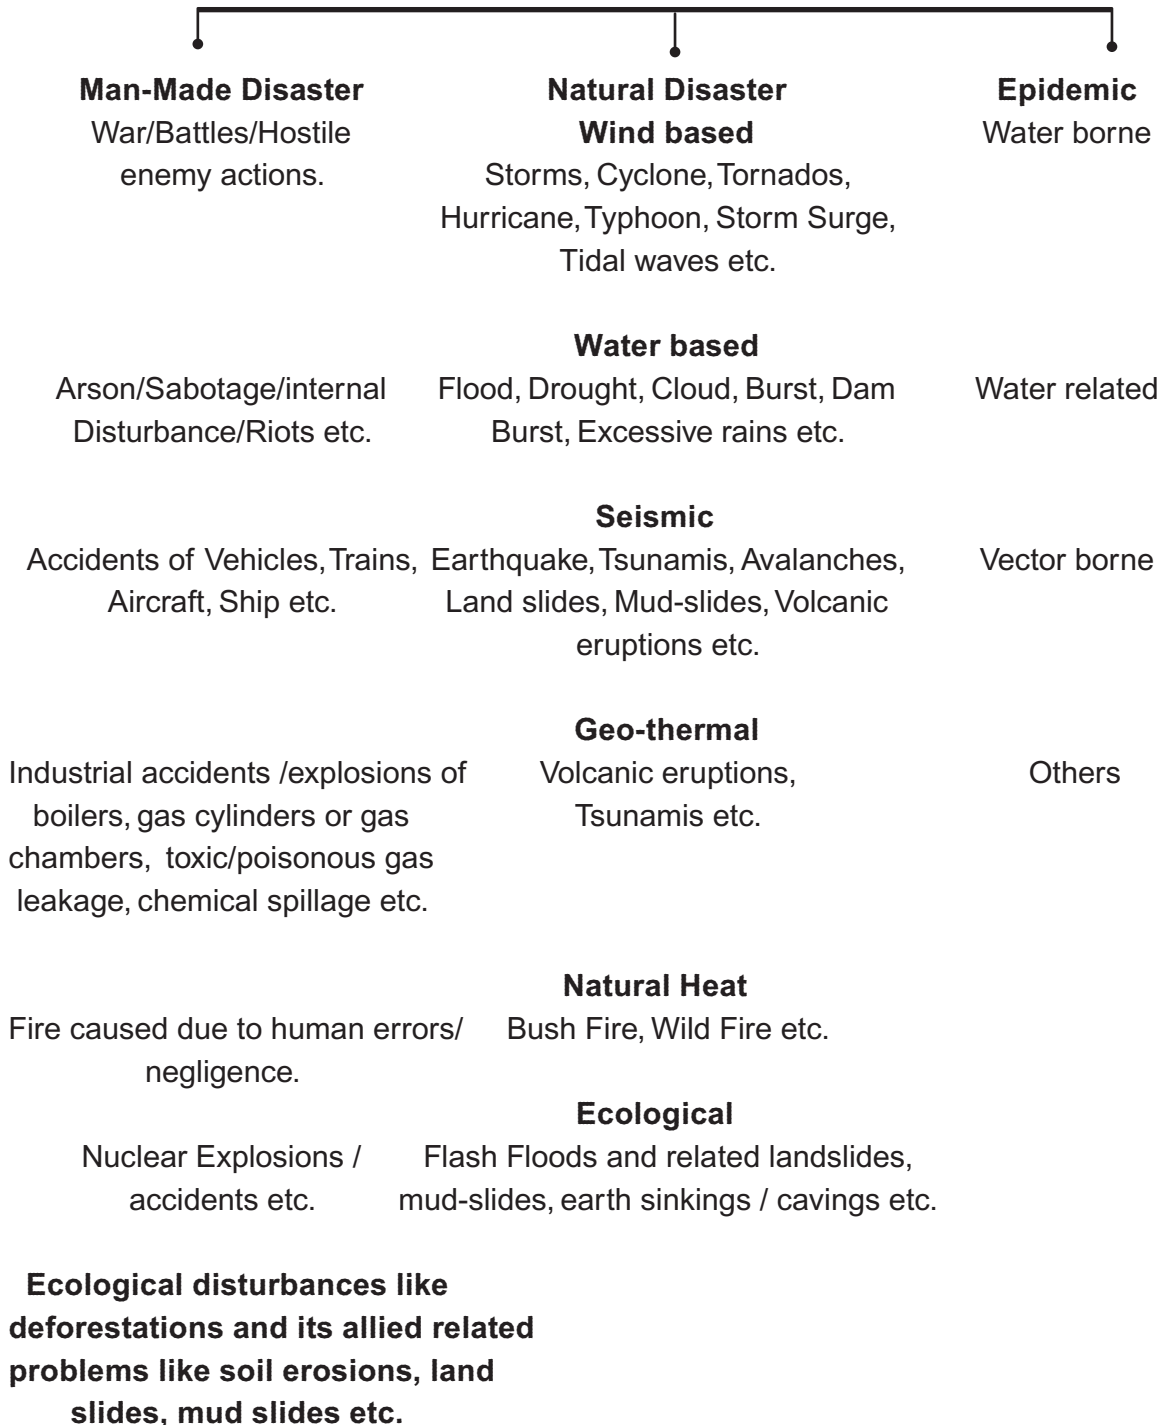 Man-Made Disaster
War/Battles/Hostile
enemy actions.
Arson/Sabotage/internal
Disturbance/Riots etc.
Accidents of Vehicles, Trains,
Aircraft, Ship etc.
Industrial accidents /explosions of
boilers, gas cylinders or gas
chambers, toxic/poisonous gas
leakage, chemical spillage etc.
Fire caused due to human errors/
negligence.
Nuclear Explosions /
accidents etc.
Ecological disturbances like
deforestations and its allied related
problems like soil erosions, land
slides, mud slides etc.
Natural Disaster
Wind based
Storms, Cyclone, Tornados,
Hurricane, Typhoon, Storm Surge,
Tidal waves etc.
Water based
Flood, Drought, Cloud, Burst, Dam
Burst, Excessive rains etc.
Seismic
Earthquake, Tsunamis, Avalanches,
Land slides, Mud-slides, Volcanic
eruptions etc.
Geo-thermal
Volcanic eruptions,
Tsunamis etc.
Natural Heat
Bush Fire, Wild Fire etc.
Ecological
Flash Floods and related landslides,
mud-slides, earth sinkings / cavings etc.
Epidemic
Water borne
Water related
Vector borne
Others